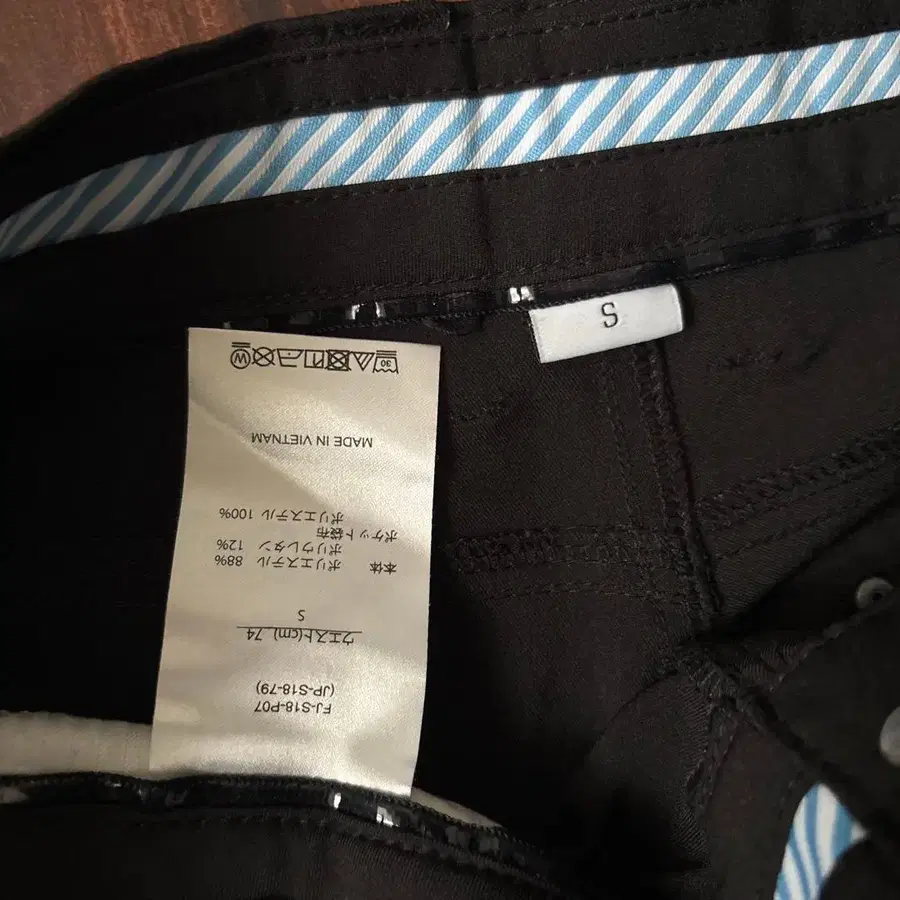 S
FJ-S18-P07
(JP-S18-79)
ウエスト(cm) 74
S
本体 ポリエステル 88%
ポリウレタン 12%
ポケット袋布
ポリエステル 100%
MADE IN VIETNAM
30
W